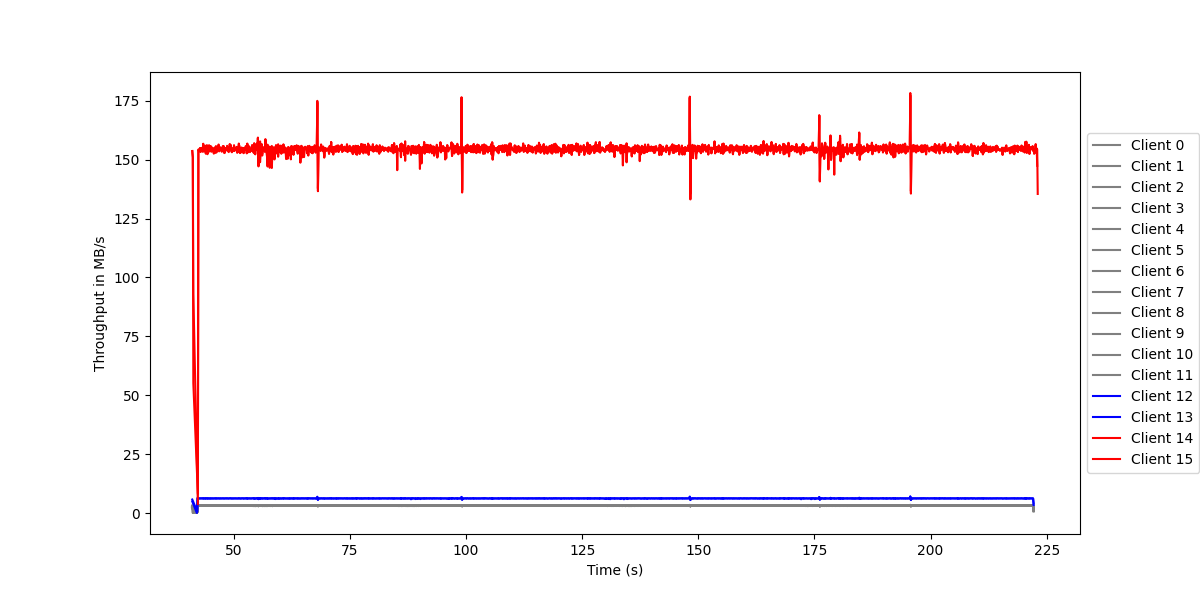 175
150
125
100
75
50
25
0
Throughput in MB/s
50 75 100 125 150 175 200 225
Time (s)
Client 0
Client 1
Client 2
Client 3
Client 4
Client 5
Client 6
Client 7
Client 8
Client 9
Client 10
Client 11
Client 12
Client 13
Client 14
Client 15